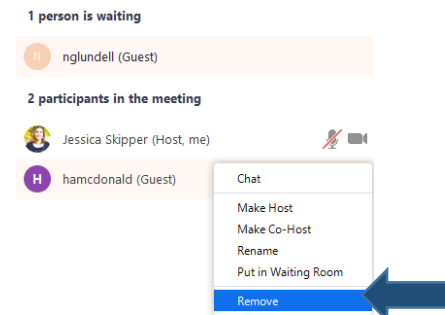 1 person is waiting
N
nglundell (Guest)
2 participants in the meeting
Jessica Skipper (Host, me)
H
hamcdonald (Guest)
Chat
Make Host
Make Co-Host
Rename
Put in Waiting Room
Remove